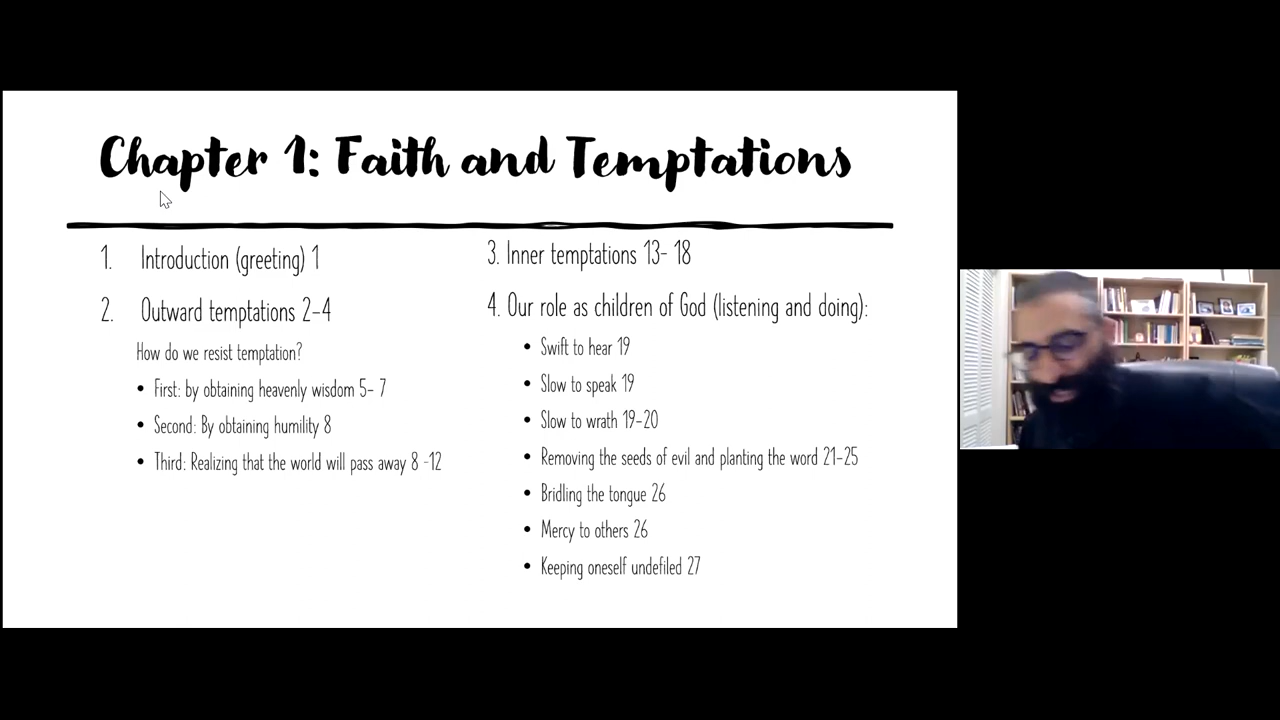 Chapter 1: Faith and Temptations
1. Introduction (greeting) 1
2. Outward temptations 2-4
How do we resist temptation?
• First: by obtaining heavenly wisdom 5- 7
• Second: By obtaining humility 8
• Third: Realizing that the world will pass away 8 -12
3. Inner temptations 13- 18
4. Our role as children of God (listening and doing):
• Swift to hear 19
• Slow to speak 19
• Slow to wrath 19-20
• Removing the seeds of evil and planting the word 21-25
• Bridling the tongue 26
• Mercy to others 26
• Keeping oneself undefiled 27